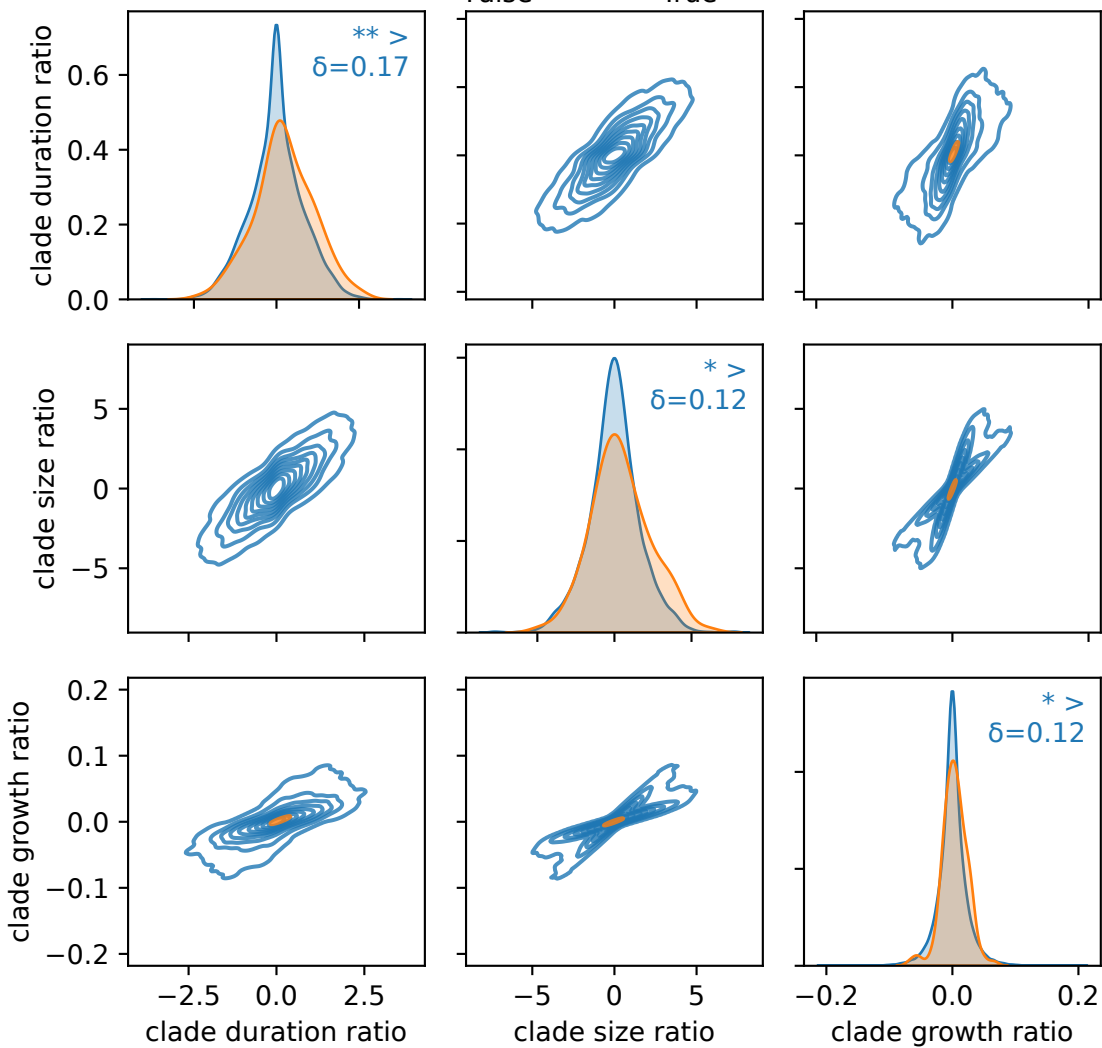 clade duration ratio
0.6
0.4
0.2
0.0
** >
δ=0.17
clade size ratio
5
0
−5
* >
δ=0.12
clade growth ratio
0.2
0.1
0.0
−0.1
−0.2
* >
δ=0.12
−2.5 0.0 2.5
−5 0 5
−0.2 0.0 0.2
clade duration ratio
clade size ratio
clade growth ratio